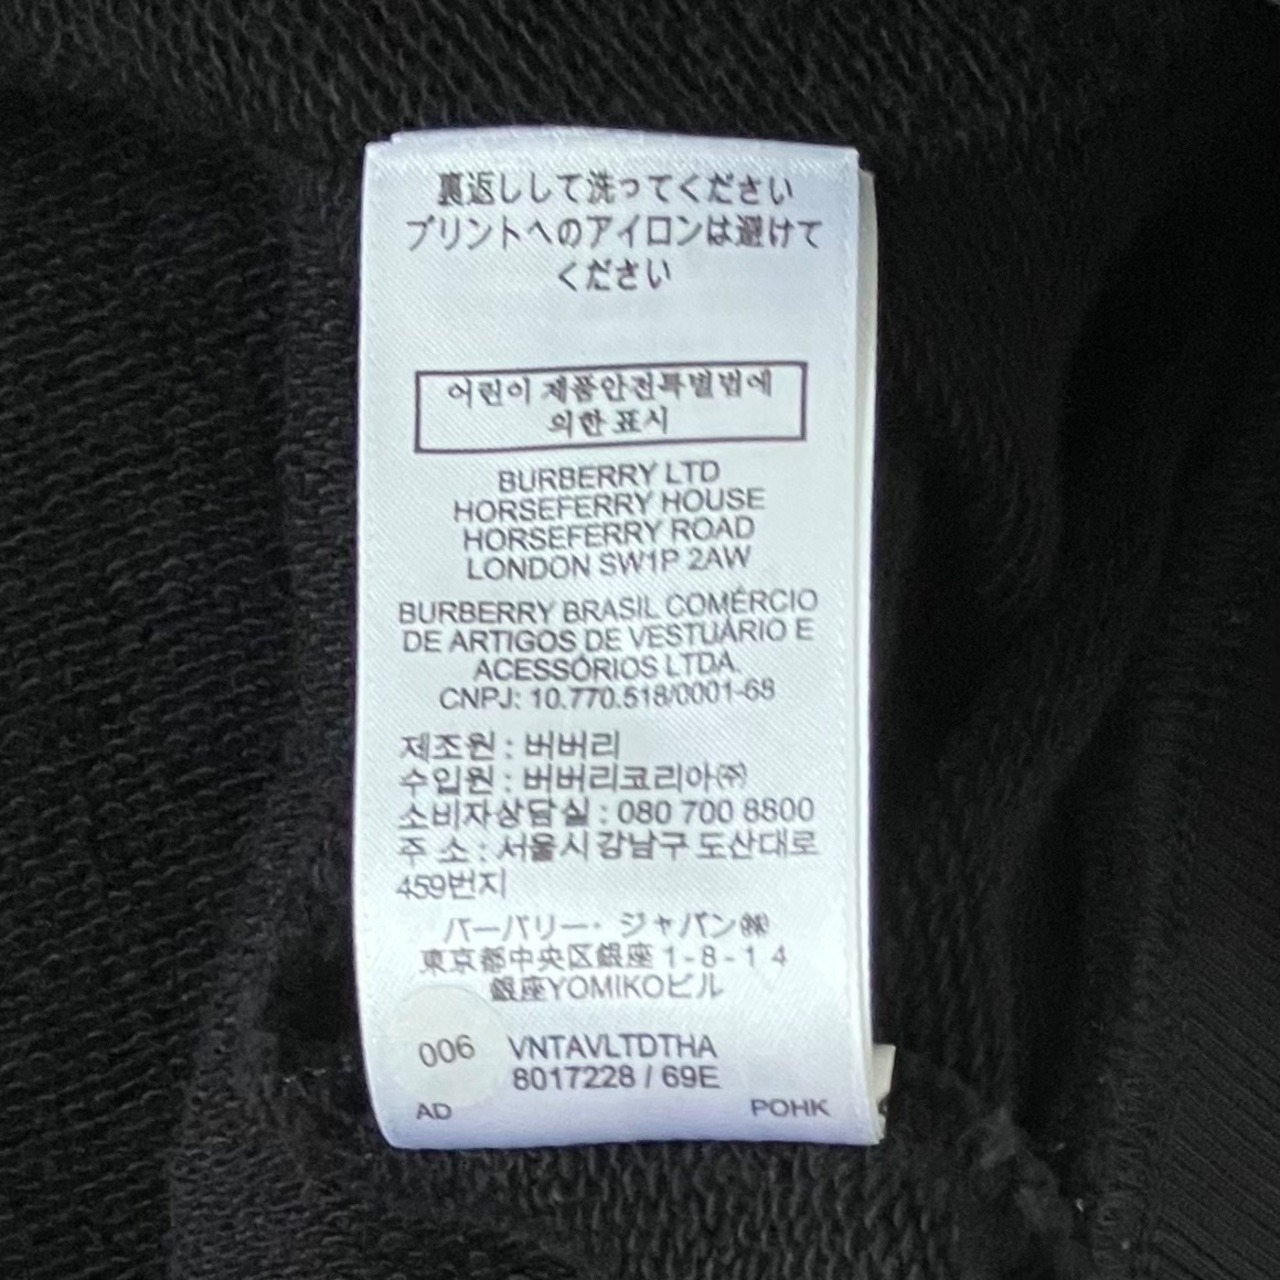 裏返しして洗ってください
プリントへのアイロンは避けて
ください
어린이 제품안전특별법에
의한 표시
BURBERRY LTD
HORSEFERRY HOUSE
HORSEFERRY ROAD
LONDON SW1P 2AW
BURBERRY BRASIL COMÉRCIO
DE ARTIGOS DE VESTUÁRIO E
ACESSÓRIOS LTDA.
CNPJ: 10.770.518/0001-68
제조원 : 버버리
수입원 : 버버리코리아㈜
소비자상담실 : 080 700 8800
주 소 : 서울시 강남구 도산대로
459번지
バーバリー・ジャパン㈱
東京都中央区銀座 1-8-1 4
銀座YOMIKOビル
006 VNTAVLTDTHA
8017228 / 69E
AD POHK